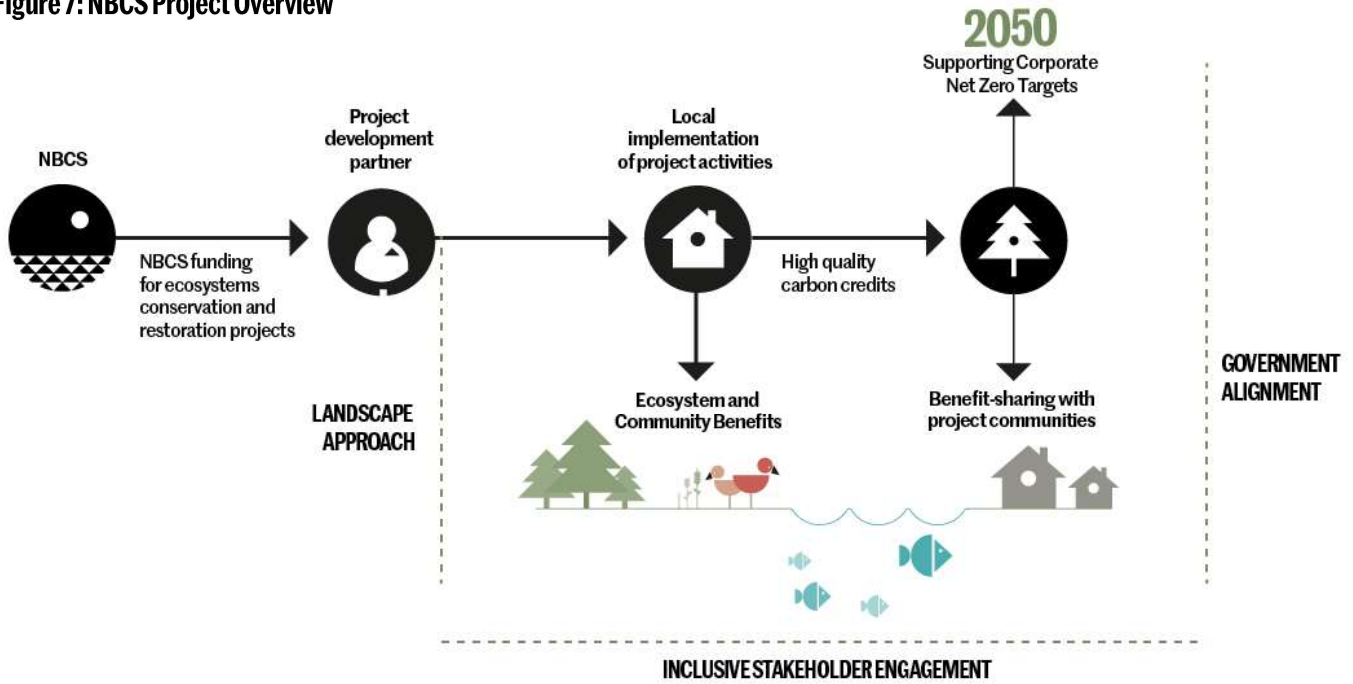 Figure 7: NBCS Project Overview
2050
Supporting Corporate
Net Zero Targets
Project
development
partner
Local
implementation
of project activities
NBCS
NBCS funding
for ecosystems
conservation and
restoration projects
High quality
carbon credits
GOVERNMENT
ALIGNMENT
LANDSCAPE
APPROACH
Ecosystem and
Community Benefits
Benefit-sharing with
project communities
INCLUSIVE STAKEHOLDER ENGAGEMENT